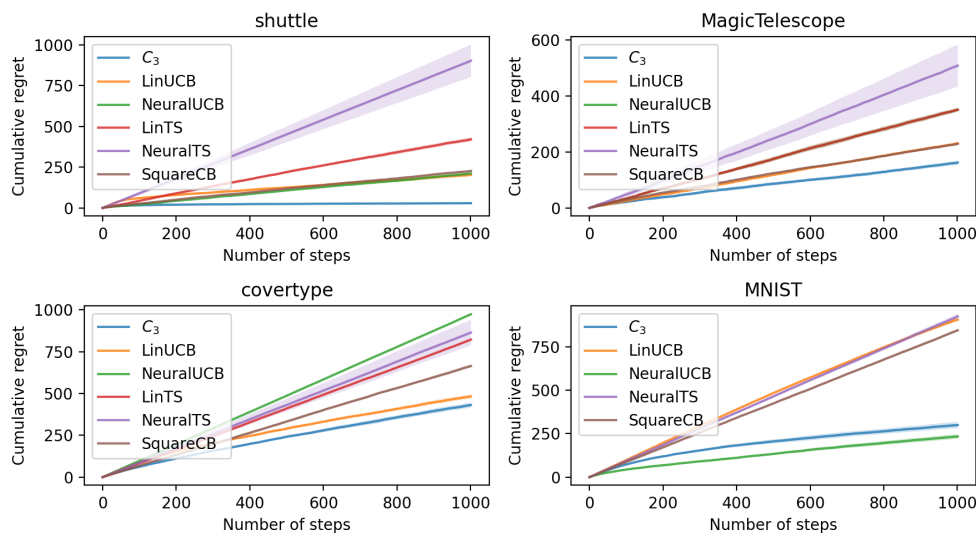 shuttle
Cumulative regret
1000
750
500
250
0
C₃
LinUCB
NeuralUCB
LinTS
NeuralTS
SquareCB
0 200 400 600 800 1000
Number of steps
MagicTelescope
Cumulative regret
600
400
200
0
C₃
LinUCB
NeuralUCB
LinTS
NeuralTS
SquareCB
0 200 400 600 800 1000
Number of steps
covertype
Cumulative regret
1000
750
500
250
0
C₃
LinUCB
NeuralUCB
LinTS
NeuralTS
SquareCB
0 200 400 600 800 1000
Number of steps
MNIST
Cumulative regret
750
500
250
0
C₃
LinUCB
NeuralUCB
NeuralTS
SquareCB
0 200 400 600 800 1000
Number of steps